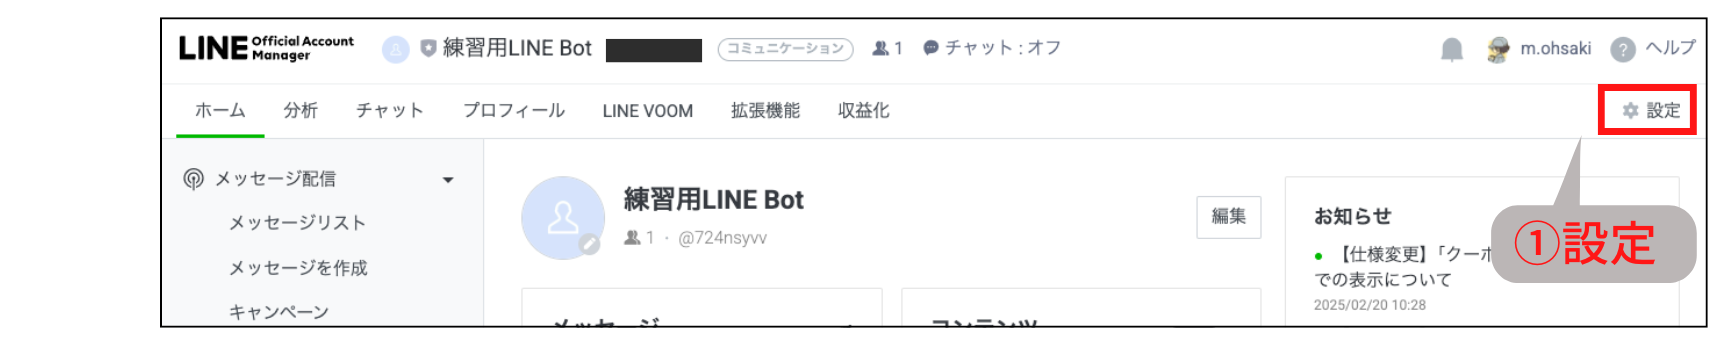 LINE Official Account Manager
練習用LINE Bot
コミュニケーション
1
チャット : オフ
m.ohsaki
? ヘルプ
ホーム 分析 チャット プロフィール LINE VOOM 拡張機能 収益化
設定
メッセージ配信
メッセージリスト
メッセージを作成
キャンペーン
練習用LINE Bot
1 · @724nsyvv
編集
お知らせ
【仕様変更】「クーポ
での表示について
2025/02/20 10:28
①設定
メッセージ
コンテンツ